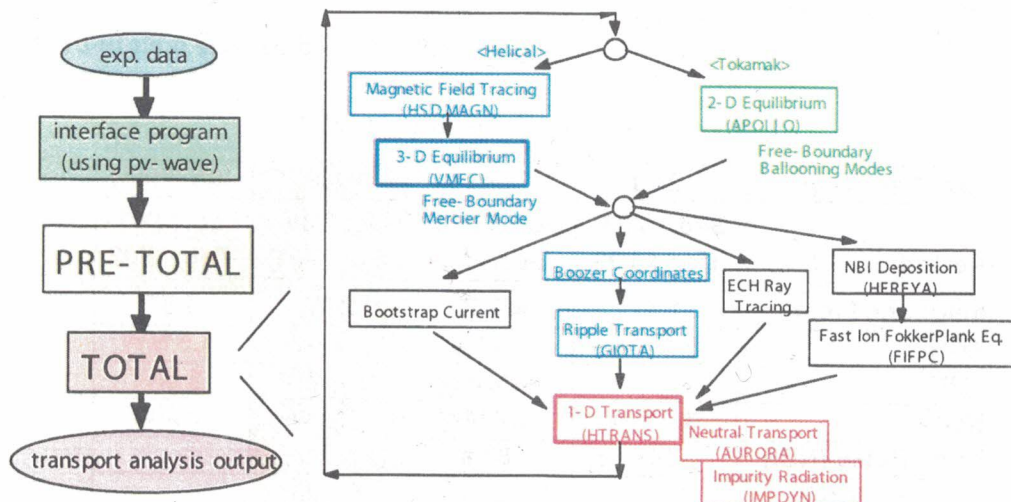 exp. data
interface program
(using pv-wave)
PRE-TOTAL
TOTAL
transport analysis output
<Helical>
<Tokamak>
Magnetic Field Tracing
(HSD,MAGN)
2-D Equilibrium
(APOLLO)
3-D Equilibrium
(VMEC)
Free-Boundary
Mercier Mode
Free-Boundary
Ballooning Modes
Bootstrap Current
Boozer Coordinates
Ripple Transport
(GIOTA)
ECH Ray
Tracing
NBI Deposition
(HFREYA)
Fast Ion FokkerPlank Eq.
(FIFPC)
1-D Transport
(HTRANS)
Neutral Transport
(AURORA)
Impurity Radiation
(IMPDYN)